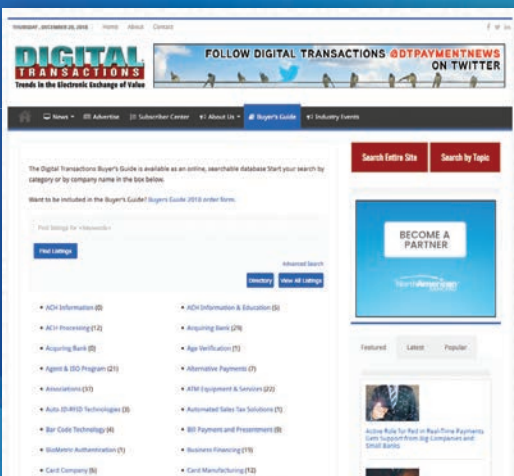 THURSDAY, DECEMBER 20, 2018
Home About Contact
DIGITAL
TRANSACTIONS
Trends in the Electronic Exchange of Value
FOLLOW DIGITAL TRANSACTIONS @DTPAYMENTNEWS
ON TWITTER
News Advertise Subscriber Center About Us Buyer's Guide Industry Events
The Digital Transactions Buyer's Guide is available as an online, searchable database Start your search by
category or by company name in the box below.
Want to be included in the Buyer's Guide? Buyers Guide 2018 order form.
Find listings for <keywords>
Find Listings
Advanced Search
Directory View All Listings
• ACH Information (0)
• ACH Information & Education (5)
• ACH Processing (12)
• Acquiring Bank (29)
• Acquiring Bank (0)
• Age Verification (1)
• Agent & ISO Program (21)
• Alternative Payments (7)
• Associations (37)
• ATM Equipment & Services (22)
• Auto ID-RFID Technologies (3)
• Automated Sales Tax Solutions (1)
• Bar Code Technology (4)
• Bill Payment and Presentment (9)
• BioMetric Authentication (1)
• Business Financing (15)
• Card Company (6)
• Card Manufacturing (12)
Search Entire Site Search by Topic
BECOME A
PARTNER
NorthAmerican
Featured Latest Popular
Active Role for Fed in Real-Time Payments
Gets Support from Big Companies and
Small Banks